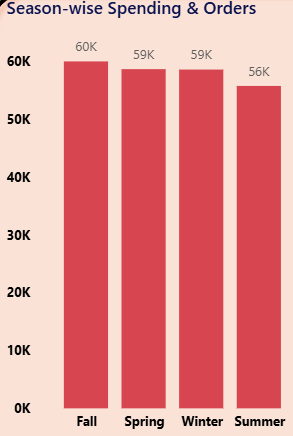 Season-wise Spending & Orders
60K
59K
59K
56K
60K
50K
40K
30K
20K
10K
0K
Fall Spring Winter Summer